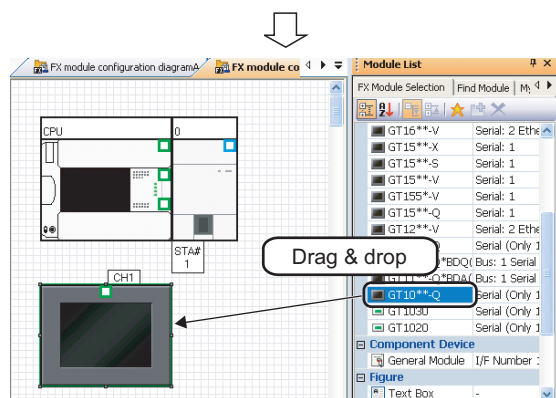 FX module configuration diagramA
FX module co
Module List
FX Module Selection
Find Module
My
CPU
0
STA#
1
CH1
Drag & drop
GT16**-V Serial: 2 Ethe
GT15**-X Serial: 1
GT15**-S Serial: 1
GT15**-V Serial: 1
GT155*-V Serial: 1
GT15**-Q Serial: 1
GT12**-V Serial: 2 Ethe
Serial (Only 1
*BDQ( Bus: 1 Serial
-Q*BDA( Bus: 1 Serial
GT10**-Q Serial (Only 1
GT1030 Serial (Only 1
GT1020 Serial (Only 1
Component Device
General Module I/F Number :
Figure
Text Box -